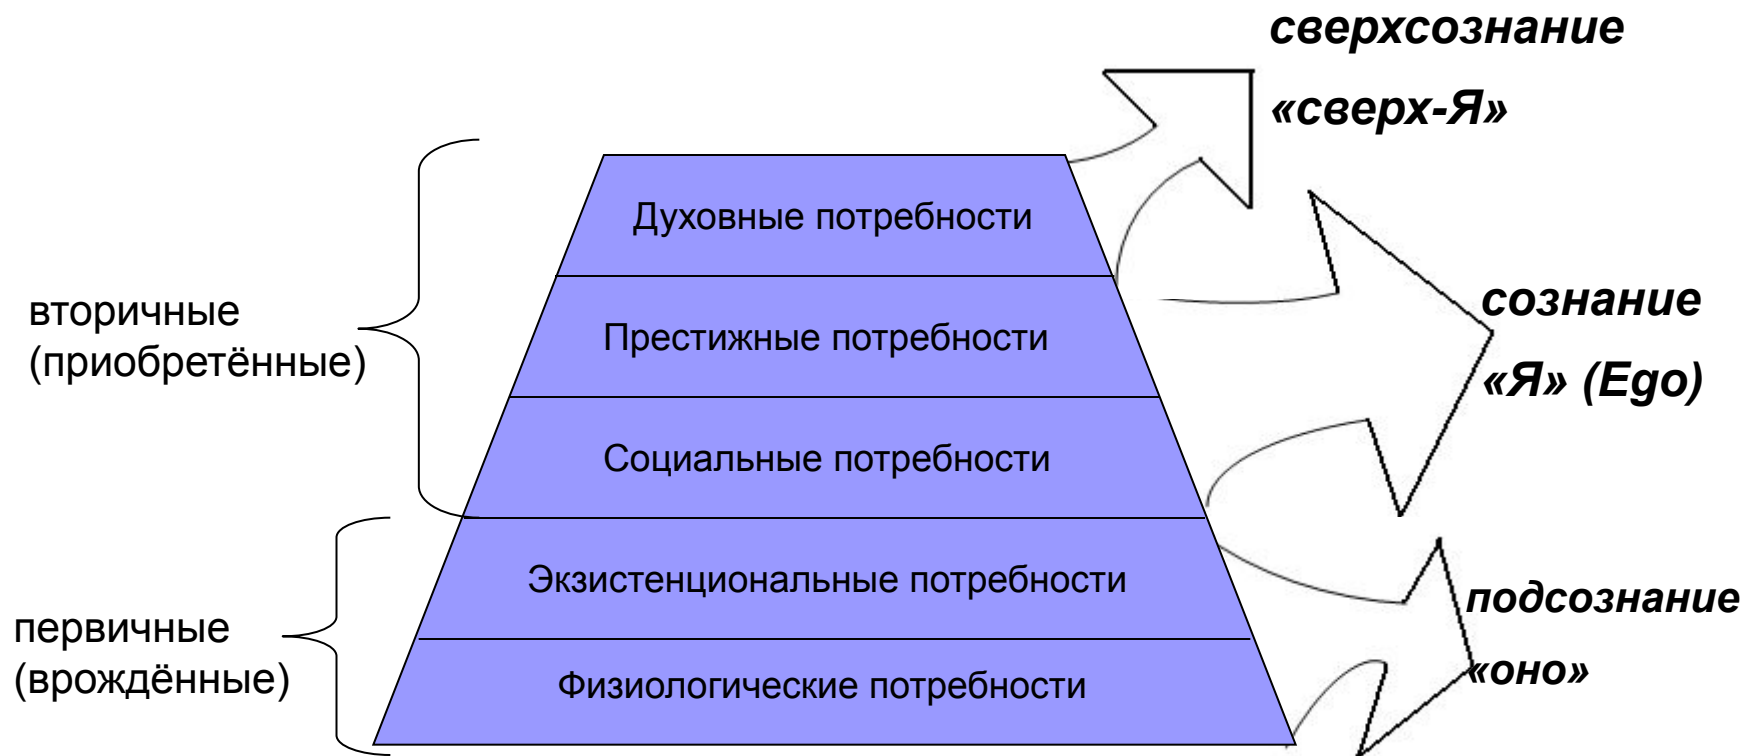 сверхсознание
«сверх-Я»
Духовные потребности
вторичные
(приобретённые)
Престижные потребности
сознание
«Я» (Ego)
Социальные потребности
Экзистенциональные потребности
первичные
(врождённые)
Физиологические потребности
подсознание
«оно»